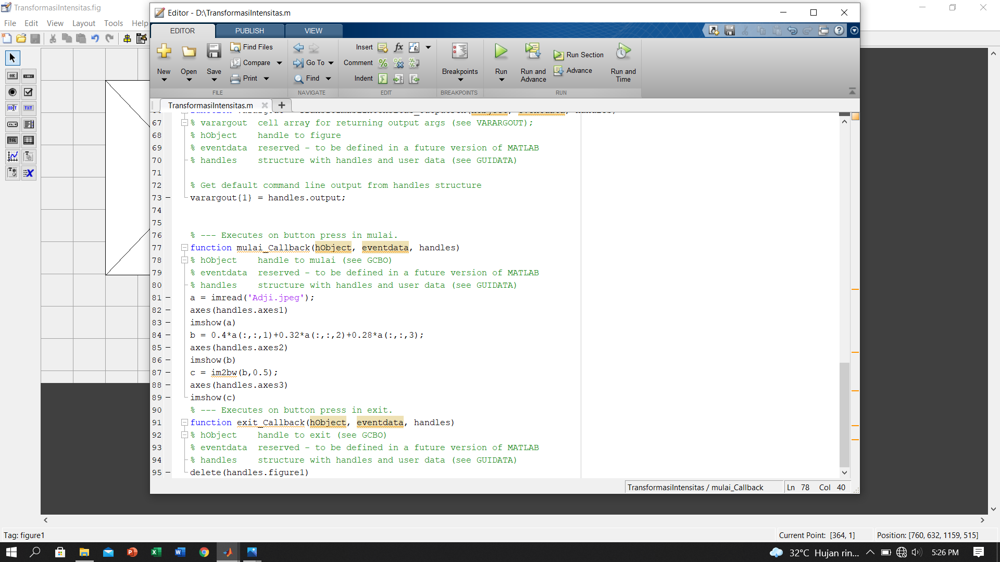 TransformasiIntensitas.fig
File Edit View Layout Tools Help
Editor - D:\TransformasiIntensitas.m
EDITOR PUBLISH VIEW
New
Open
Save
Find Files
Compare
Print
FILE
Go To
Find
NAVIGATE
Insert
Comment
Indent
EDIT
Breakpoints
BREAKPOINTS
Run
Run and Advance
Run Section
Advance
Run and Time
RUN
TransformasiIntensitas.m
67 % varargout  cell array for returning output args (see VARARGOUT);
68 % hObject    handle to figure
69 % eventdata  reserved - to be defined in a future version of MATLAB
70 % handles    structure with handles and user data (see GUIDATA)
71
72 % Get default command line output from handles structure
73 varargout{1} = handles.output;
74
75
76 % --- Executes on button press in mulai.
77 function mulai_Callback(hObject, eventdata, handles)
78 % hObject    handle to mulai (see GCBO)
79 % eventdata  reserved - to be defined in a future version of MATLAB
80 % handles    structure with handles and user data (see GUIDATA)
81 a = imread('Adji.jpeg');
82 axes(handles.axes1)
83 imshow(a)
84 b = 0.4*a(:,:,1)+0.32*a(:,:,2)+0.28*a(:,:,3);
85 axes(handles.axes2)
86 imshow(b)
87 c = im2bw(b,0.5);
88 axes(handles.axes3)
89 imshow(c)
90 % --- Executes on button press in exit.
91 function exit_Callback(hObject, eventdata, handles)
92 % hObject    handle to exit (see GCBO)
93 % eventdata  reserved - to be defined in a future version of MATLAB
94 % handles    structure with handles and user data (see GUIDATA)
95 delete(handles.figure1)
TransformasiIntensitas / mulai_Callback Ln 78 Col 40
Tag: figure1
Current Point: [364, 1] Position: [760, 632, 1159, 515]
32°C Hujan rin... 5:26 PM